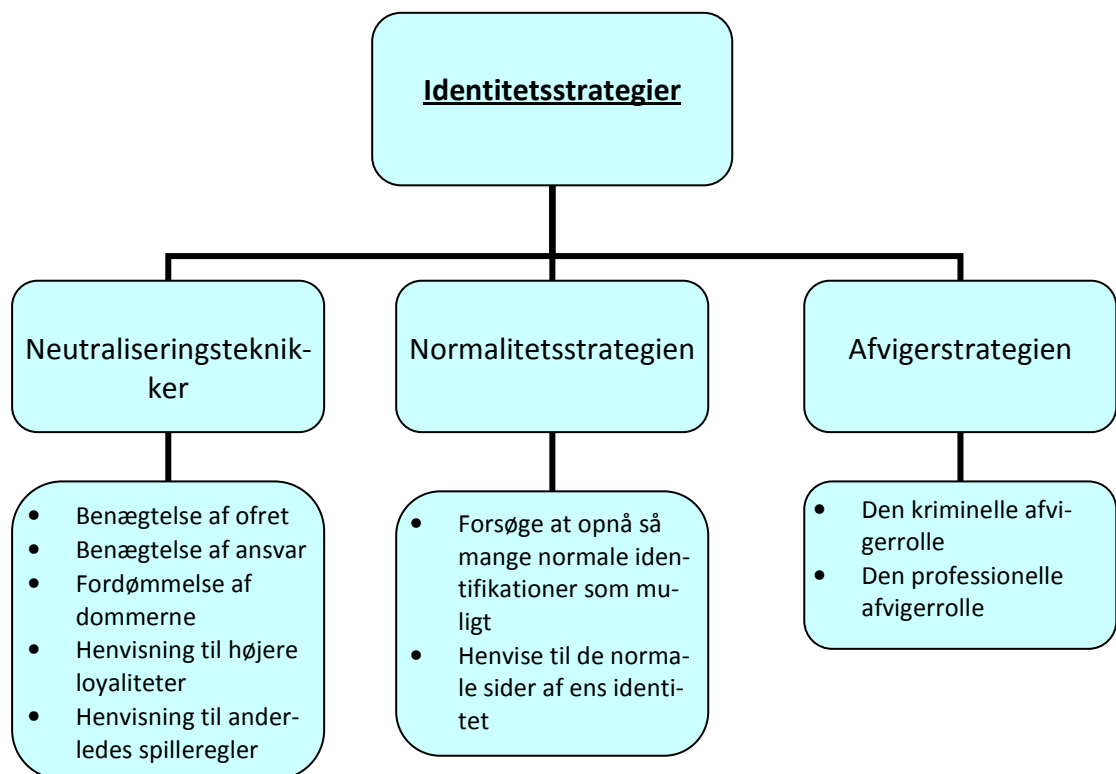 Identitetsstrategier
Neutraliseringsteknik-
ker
Normalitetsstrategien
Afvigerstrategien
• Benægtelse af ofret
• Benægtelse af ansvar
• Fordømmelse af
dommerne
• Henvisning til højere
loyaliteter
• Henvisning til ander-
ledes spilleregler
• Forsøge at opnå så
mange normale iden-
tifikationer som mu-
ligt
• Henvise til de norma-
le sider af ens identi-
tet
• Den kriminelle afvi-
gerrolle
• Den professionelle
afvigerrolle